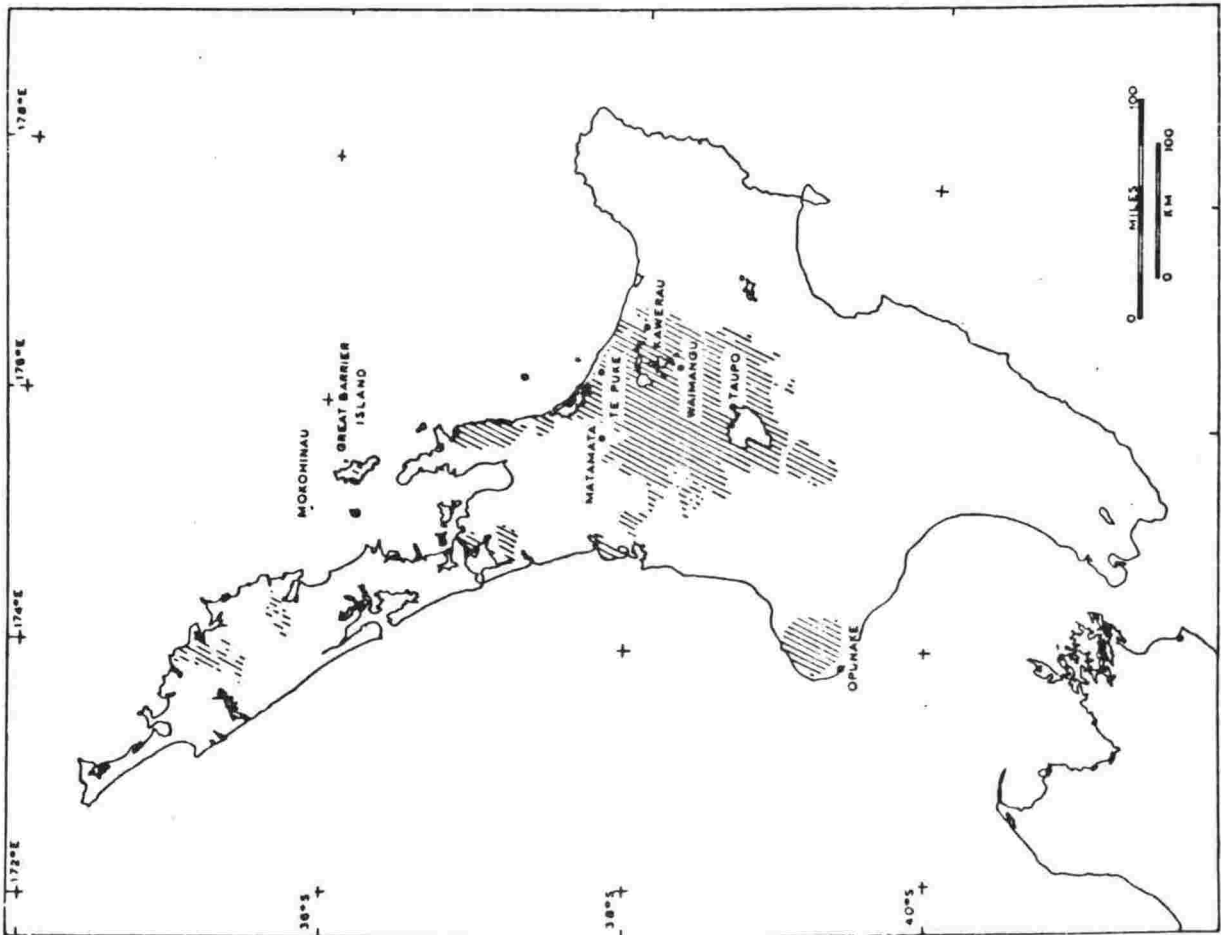 172°E
174°E
176°E
178°E
36°S
38°S
40°S
MOKOHINAU
GREAT BARRIER
ISLAND
MATAMATA
TE PUKE
KAWERAU
WAIMANGU
TAUPO
OPUNAKE
MILES
0 100
KM
0 100